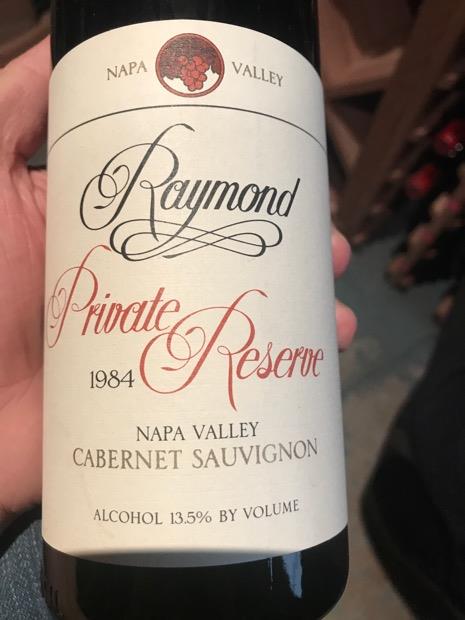 NAPA VALLEY
Raymond
Private
1984 Reserve
NAPA VALLEY
CABERNET SAUVIGNON
ALCOHOL 13.5% BY VOLUME